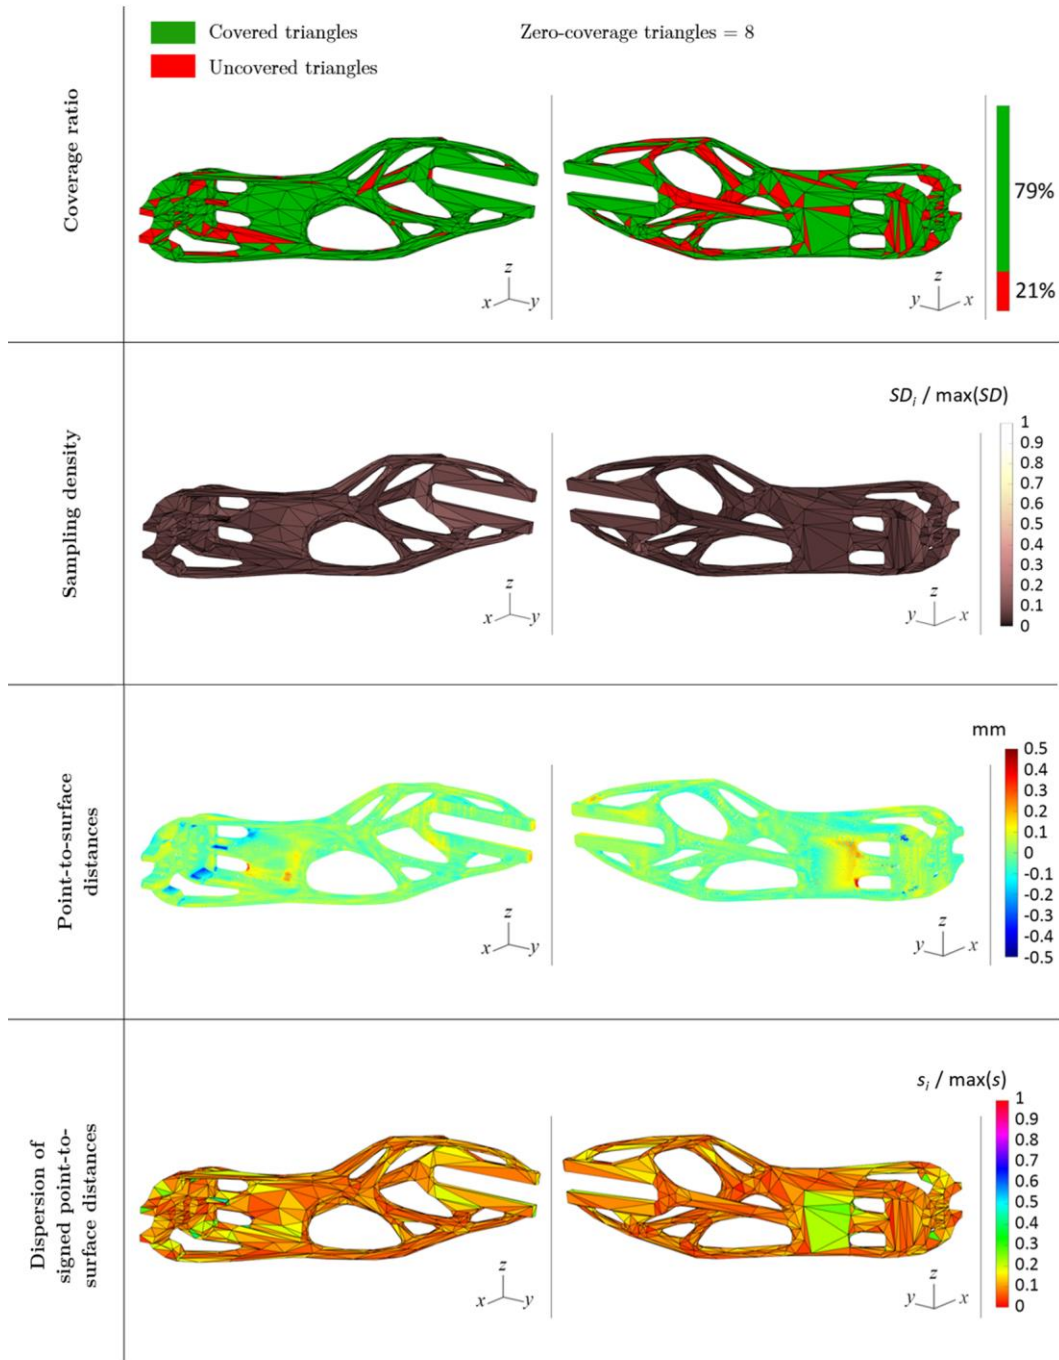 Covered triangles
Zero-coverage triangles = 8
Uncovered triangles
Coverage ratio
79%
21%
z
x
y
z
y
x
Sampling density
SDi / max(SD)
1
0.9
0.8
0.7
0.6
0.5
0.4
0.3
0.2
0.1
0
z
x
y
z
y
x
Point-to-surface
distances
mm
0.5
0.4
0.3
0.2
0.1
0
-0.1
-0.2
-0.3
-0.4
-0.5
z
x
y
z
y
x
Dispersion of
signed point-to-
surface distances
si / max(s)
1
0.9
0.8
0.7
0.6
0.5
0.4
0.3
0.2
0.1
0
z
x
y
z
y
x